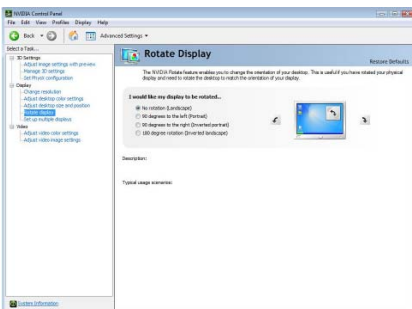 NVIDIA Control Panel
File Edit View Profiles Display Help
Back Advanced Settings
Select a Task...
3D Settings
Adjust image settings with preview
Manage 3D settings
Set PhysX configuration
Display
Change resolution
Adjust desktop color settings
Adjust desktop size and position
Rotate display
Set up multiple displays
Video
Adjust video color settings
Adjust video image settings
System Information
Rotate Display
Restore Defaults
The NVIDIA Rotate feature enables you to change the orientation of your desktop. This is useful if you have rotated your physical
display and need to rotate the desktop to match the orientation of your display.
I would like my display to be rotated...
No rotation (Landscape)
90 degrees to the left (Portrait)
90 degrees to the right (Inverted portrait)
180 degree rotation (Inverted landscape)
Description:
Typical usage scenarios: